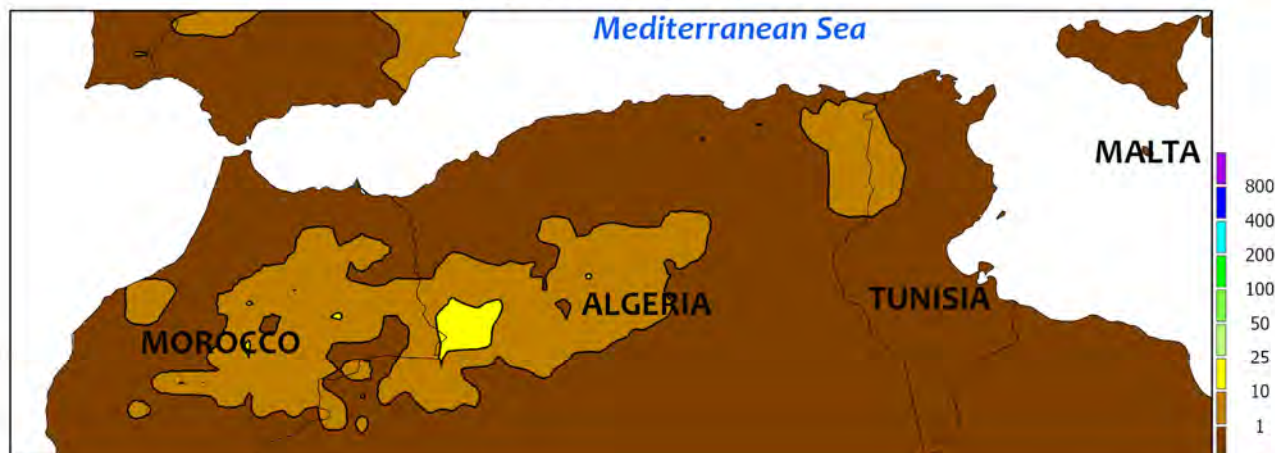 Mediterranean Sea
MALTA
ALGERIA
TUNISIA
MOROCCO
800
400
200
100
50
25
10
1